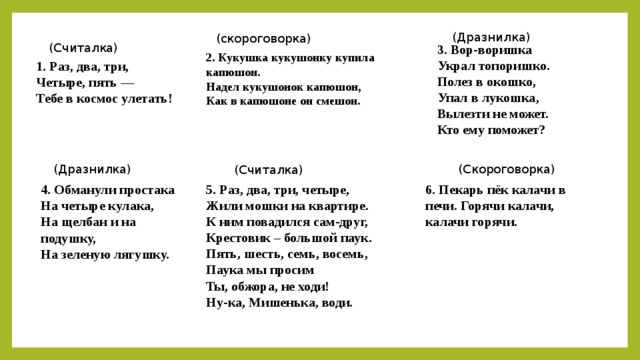 (Считалка)
1. Раз, два, три,
Четыре, пять —
Тебе в космос улетать!
(скороговорка)
2. Кукушка кукушонку купила
капюшон.
Надел кукушонок капюшон,
Как в капюшоне он смешон.
(Дразнилка)
3. Вор-воришка
Украл топоришко.
Полез в окошко,
Упал в лукошка,
Вылезти не может.
Кто ему поможет?
(Дразнилка)
4. Обманули простака
На четыре кулака,
На щелбан и на
подушку,
На зеленую лягушку.
(Считалка)
5. Раз, два, три, четыре,
Жили мошки на квартире.
К ним повадился сам-друг,
Крестовик – большой паук.
Пять, шесть, семь, восемь,
Паука мы просим
Ты, обжора, не ходи!
Ну-ка, Мишенька, води.
(Скороговорка)
6. Пекарь пёк калачи в
печи. Горячи калачи,
калачи горячи.